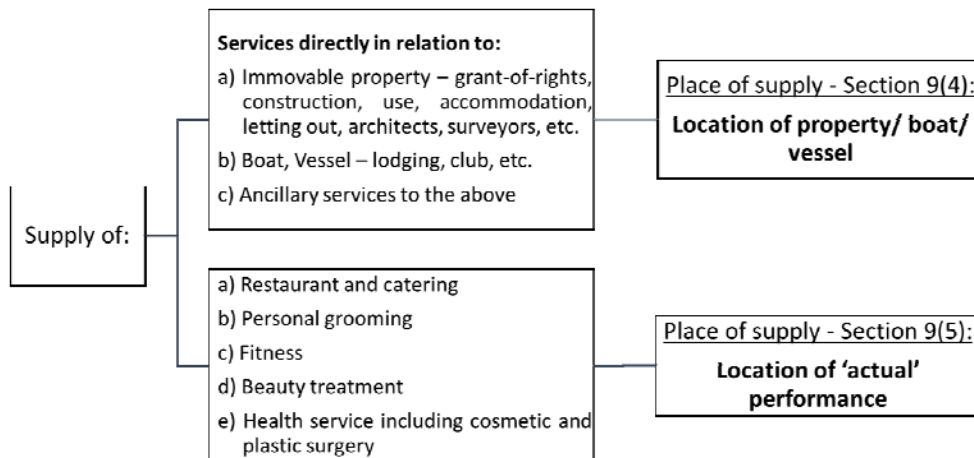 Supply of:
Services directly in relation to:
a) Immovable property – grant-of-rights,
construction, use, accommodation,
letting out, architects, surveyors, etc.
b) Boat, Vessel – lodging, club, etc.
c) Ancillary services to the above
Place of supply - Section 9(4):
Location of property/ boat/
vessel
a) Restaurant and catering
b) Personal grooming
c) Fitness
d) Beauty treatment
e) Health service including cosmetic and
plastic surgery
Place of supply - Section 9(5):
Location of ‘actual’
performance